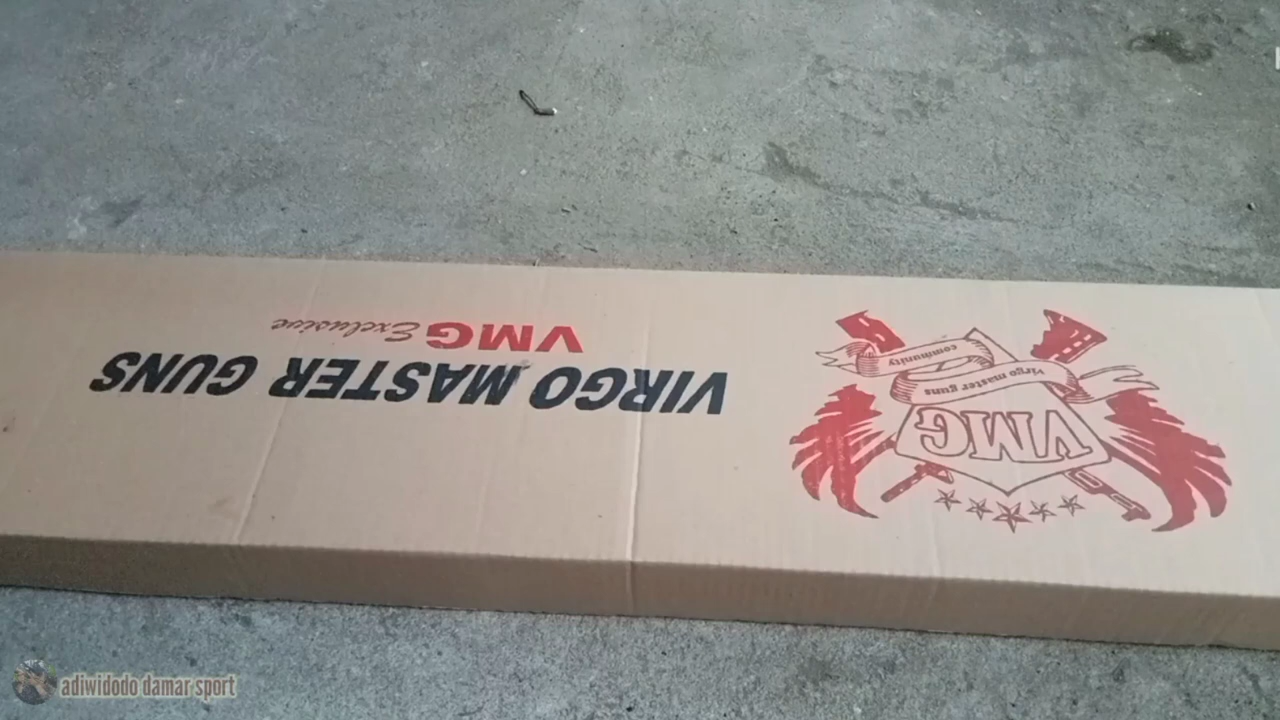 VIRGO MASTER GUNS
VMG Exclusive
VMG
virgo master guns
community
adiwidodo damar sport